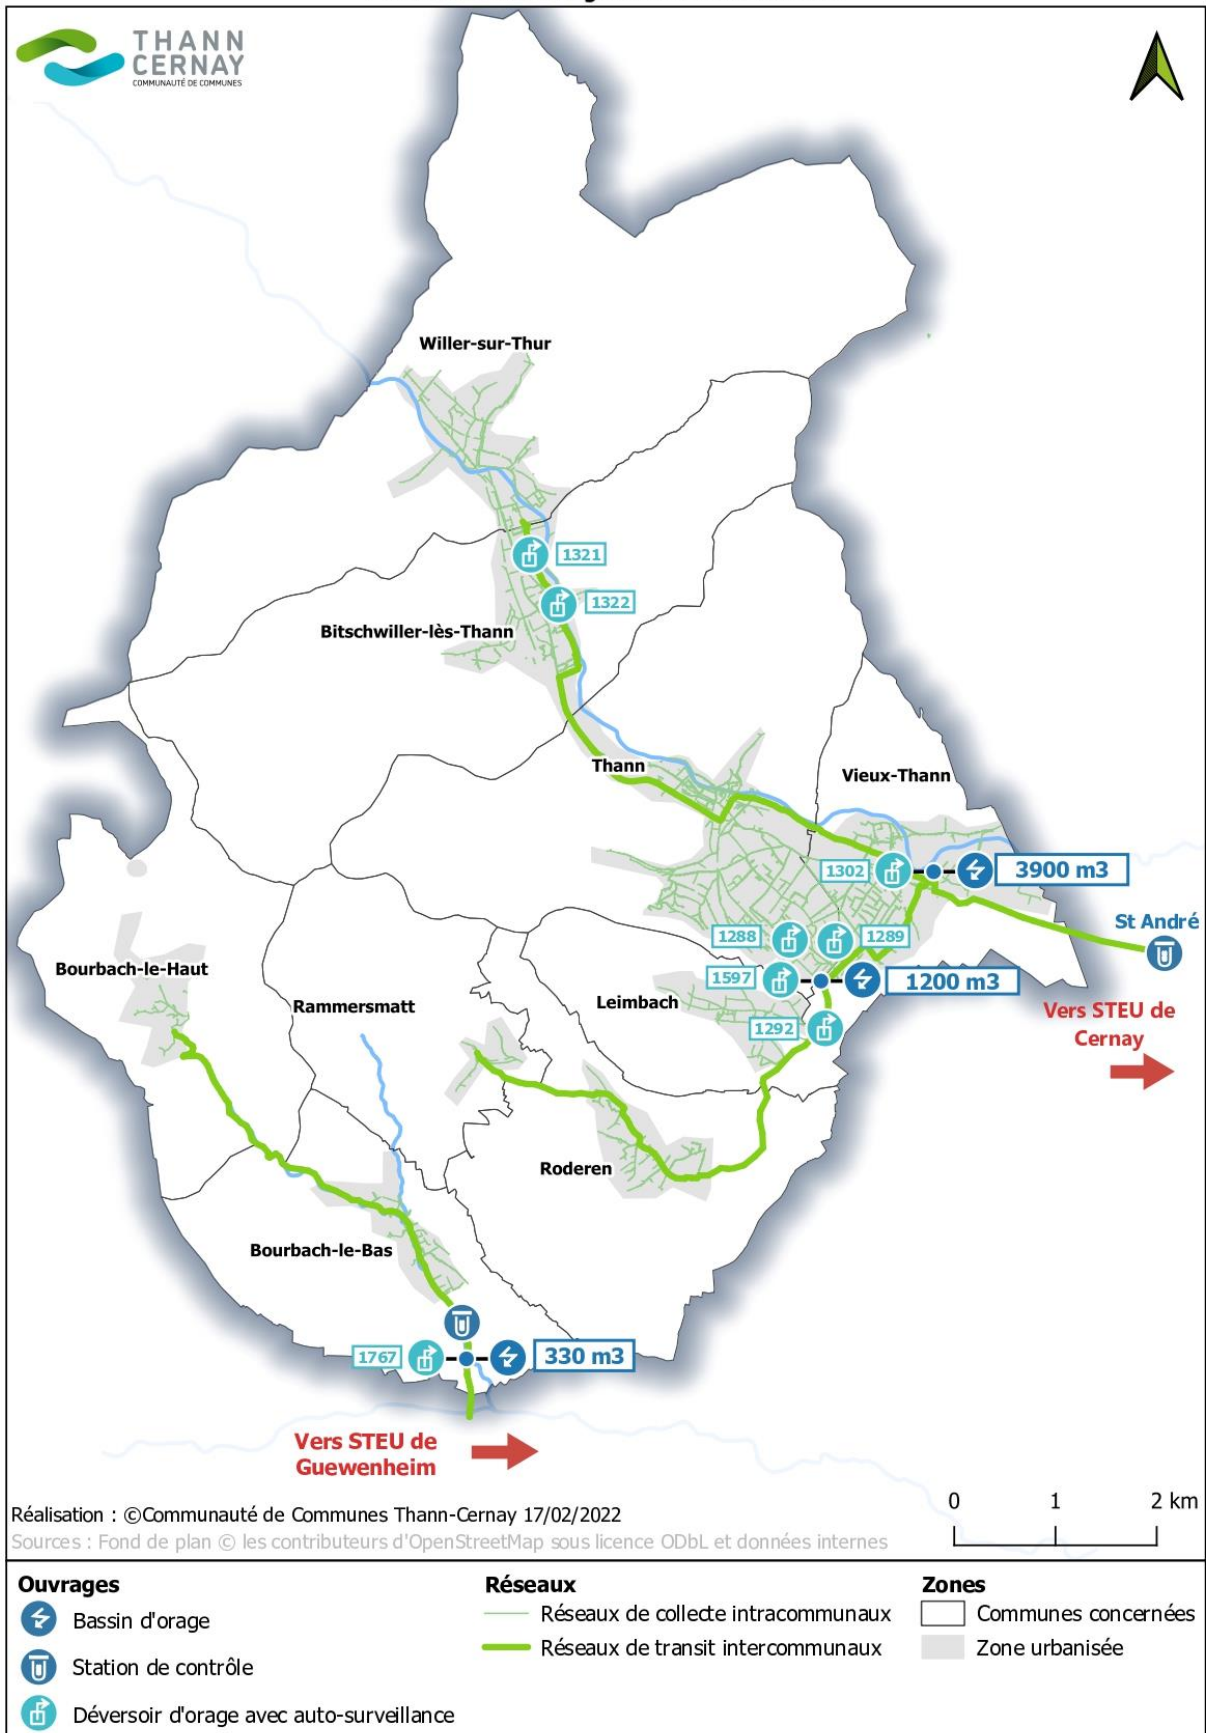 THANN
CERNAY
COMMUNAUTÉ DE COMMUNES
Willer-sur-Thur
1321
1322
Bitschwiller-lès-Thann
Thann
Vieux-Thann
1302
3900 m3
St André
1288
1289
Bourbach-le-Haut
1597
1200 m3
Rammersmatt
Leimbach
1292
Vers STEU de
Cernay
Roderen
Bourbach-le-Bas
1767
330 m3
Vers STEU de
Guewenheim
0 1 2 km
Réalisation : ©Communauté de Communes Thann-Cernay 17/02/2022
Sources : Fond de plan © les contributeurs d'OpenStreetMap sous licence ODbL et données internes
Ouvrages
Bassin d'orage
Station de contrôle
Déversoir d'orage avec auto-surveillance
Réseaux
Réseaux de collecte intracommunaux
Réseaux de transit intercommunaux
Zones
Communes concernées
Zone urbanisée